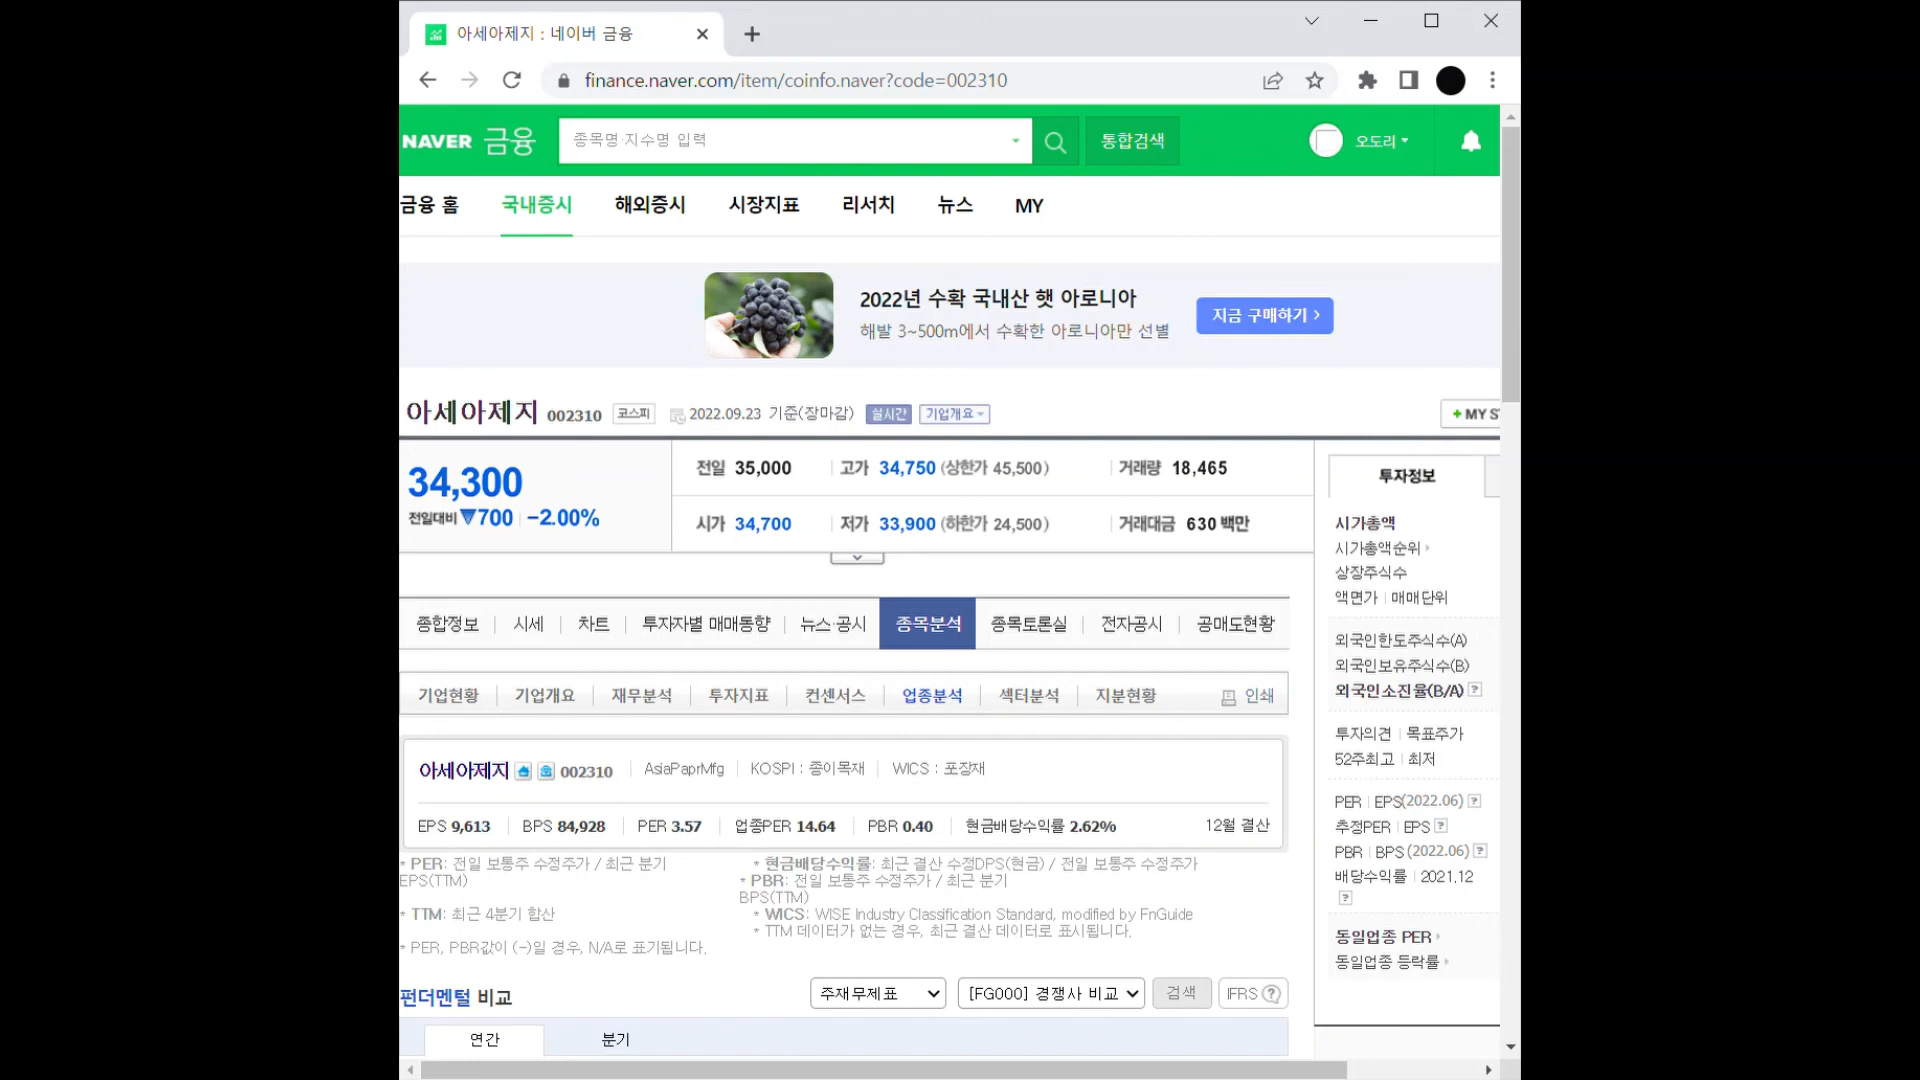 아세아제지 : 네이버 금융
finance.naver.com/item/coinfo.naver?code=002310
NAVER 금융 종목명·지수명 입력 통합검색 오도리
금융 홈 국내증시 해외증시 시장지표 리서치 뉴스 MY
2022년 수확 국내산 햇 아로니아
해발 3~500m에서 수확한 아로니아만 선별
지금 구매하기 >
아세아제지 002310 코스피 2022.09.23 기준(장마감) 실시간 기업개요 + MY S
34,300
전일대비 ▼700 -2.00%
전일 35,000 고가 34,750 (상한가 45,500) 거래량 18,465
시가 34,700 저가 33,900 (하한가 24,500) 거래대금 630 백만
종합정보 시세 차트 투자자별 매매동향 뉴스·공시 종목분석 종목토론실 전자공시 공매도현황
기업현황 기업개요 재무분석 투자지표 컨센서스 업종분석 섹터분석 지분현황 인쇄
아세아제지 002310 AsiaPaprMfg KOSPI : 종이목재 WICS : 포장재
EPS 9,613 BPS 84,928 PER 3.57 업종PER 14.64 PBR 0.40 현금배당수익률 2.62% 12월 결산
* PER: 전일 보통주 수정주가 / 최근 분기
EPS(TTM)
* TTM: 최근 4분기 합산
* PER, PBR값이 (-)일 경우, N/A로 표기됩니다.
* 현금배당수익률: 최근 결산 수정DPS(현금) / 전일 보통주 수정주가
* PBR: 전일 보통주 수정주가 / 최근 분기
BPS(TTM)
* WICS: WISE Industry Classification Standard, modified by FnGuide
* TTM 데이터가 없는 경우, 최근 결산 데이터로 표시됩니다.
펀더멘털 비교 주재무제표 [FG000] 경쟁사 비교 검색 IFRS ?
연간 분기
투자정보
시가총액
시가총액순위
상장주식수
액면가 매매단위
외국인한도주식수(A)
외국인보유주식수(B)
외국인소진율(B/A) ?
투자의견 목표주가
52주최고 최저
PER EPS(2022.06) ?
추정PER EPS ?
PBR BPS (2022.06) ?
배당수익률 2021.12
?
동일업종 PER
동일업종 등락률